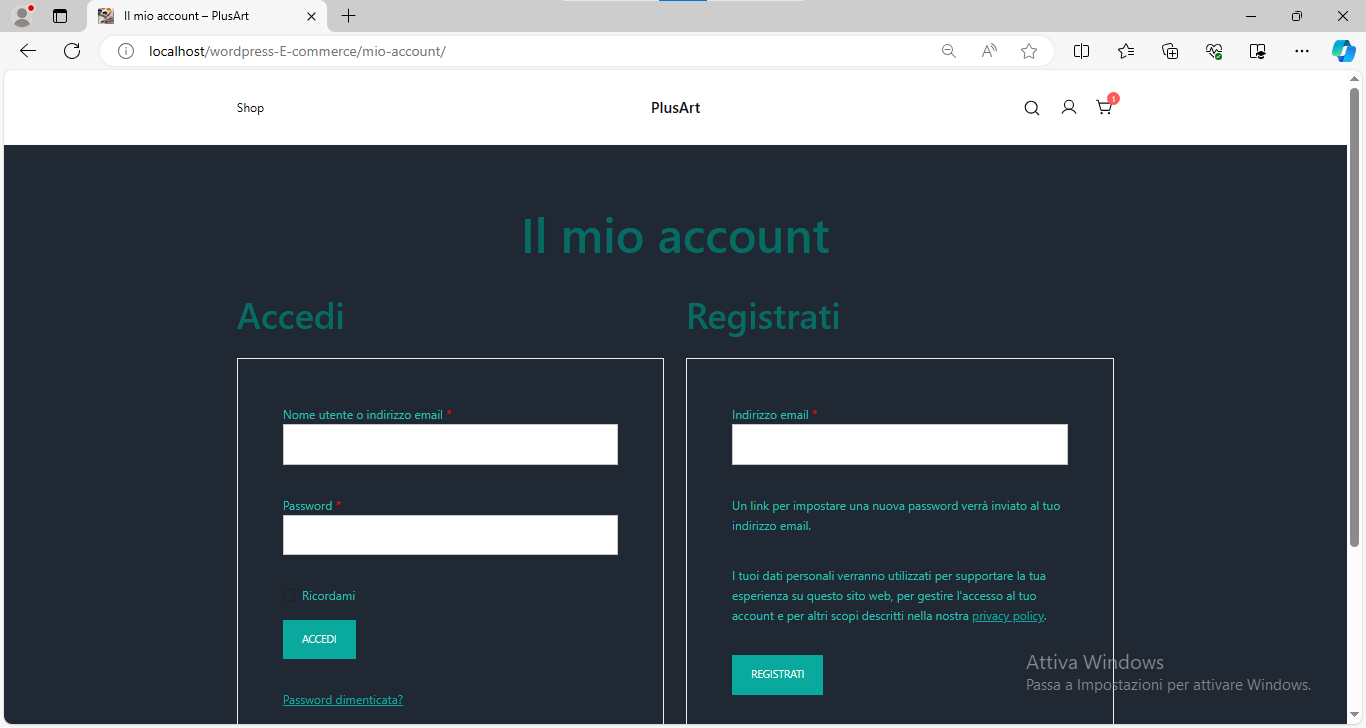 Il mio account – PlusArt
localhost/wordpress-E-commerce/mio-account/
Shop
PlusArt
1
Il mio account
Accedi
Nome utente o indirizzo email *
Password *
Ricordami
ACCEDI
Password dimenticata?
Registrati
Indirizzo email *
Un link per impostare una nuova password verrà inviato al tuo
indirizzo email.
I tuoi dati personali verranno utilizzati per supportare la tua
esperienza su questo sito web, per gestire l'accesso al tuo
account e per altri scopi descritti nella nostra privacy policy.
REGISTRATI
Attiva Windows
Passa a Impostazioni per attivare Windows.